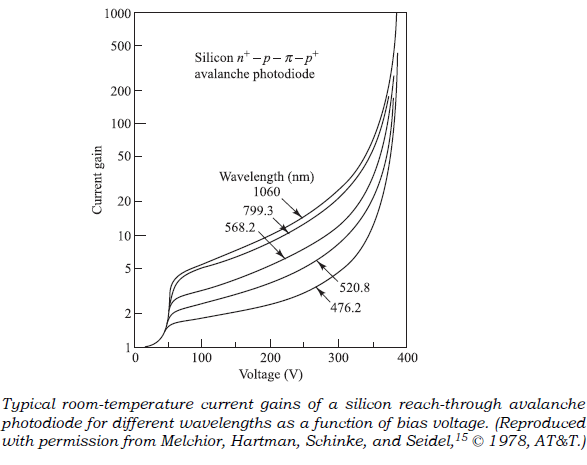 1000
500
200
100
50
20
10
5
2
1
Current gain
Silicon n⁺–p–π–p⁺
avalanche photodiode
Wavelength (nm)
1060
799.3
568.2
520.8
476.2
0
100
200
300
400
Voltage (V)
Typical room-temperature current gains of a silicon reach-through avalanche
photodiode for different wavelengths as a function of bias voltage. (Reproduced
with permission from Melchior, Hartman, Schinke, and Seidel,¹⁵ © 1978, AT&T.)